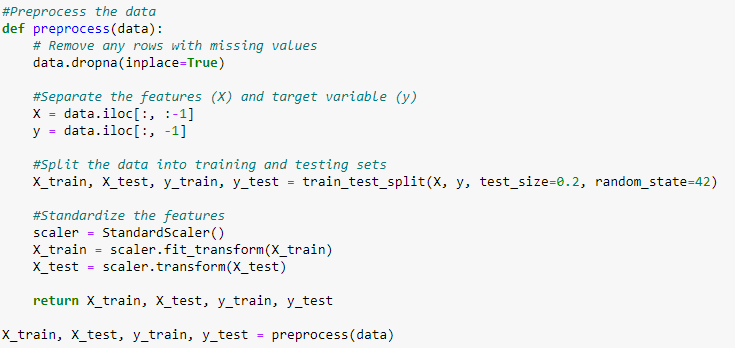 #Preprocess the data
def preprocess(data):
    # Remove any rows with missing values
    data.dropna(inplace=True)

    #Separate the features (X) and target variable (y)
    X = data.iloc[:, :-1]
    y = data.iloc[:, -1]

    #Split the data into training and testing sets
    X_train, X_test, y_train, y_test = train_test_split(X, y, test_size=0.2, random_state=42)

    #Standardize the features
    scaler = StandardScaler()
    X_train = scaler.fit_transform(X_train)
    X_test = scaler.transform(X_test)

    return X_train, X_test, y_train, y_test

X_train, X_test, y_train, y_test = preprocess(data)